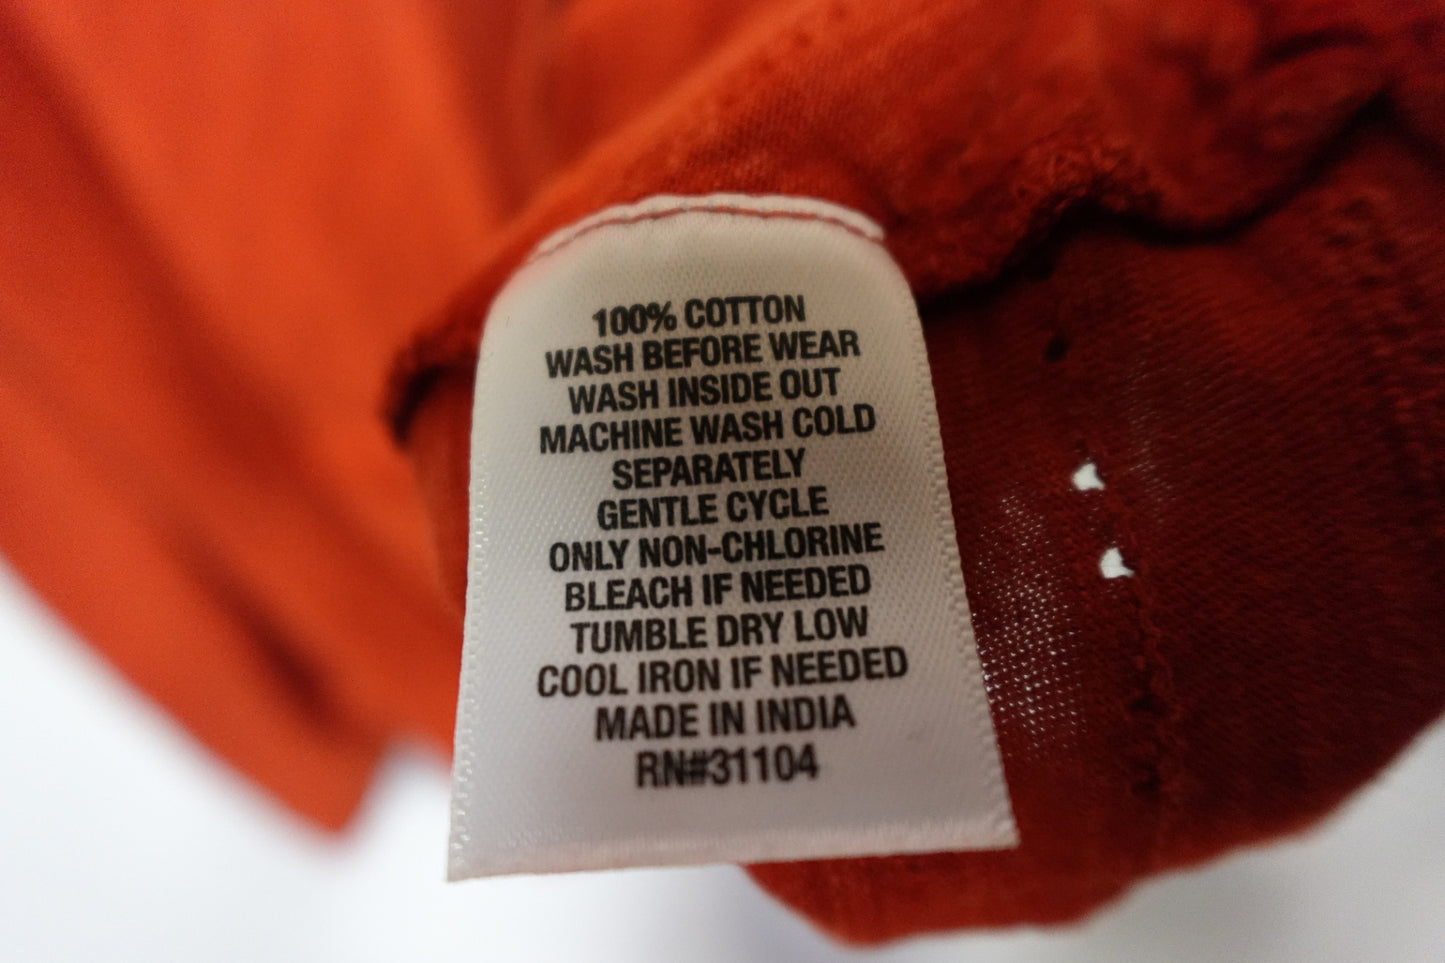 100% COTTON
WASH BEFORE WEAR
WASH INSIDE OUT
MACHINE WASH COLD
SEPARATELY
GENTLE CYCLE
ONLY NON-CHLORINE
BLEACH IF NEEDED
TUMBLE DRY LOW
COOL IRON IF NEEDED
MADE IN INDIA
RN#31104